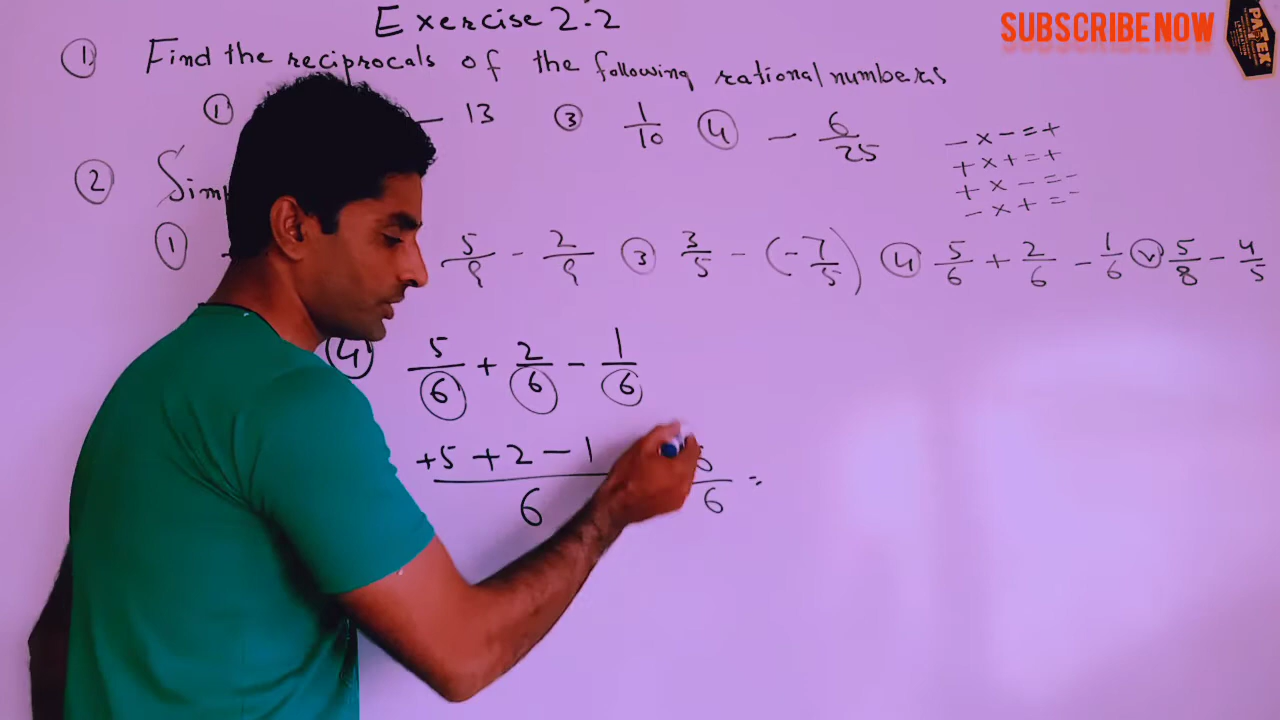 Exercise 2.2
SUBSCRIBE NOW
PATEX
① Find the reciprocals of the following rational numbers
① — 13 ③ 1/10 ④ - 6/25
- x - = +
+ x + = +
+ x - = -
- x + = -
② Sim
① 5/9 - 2/9 ③ 3/5 - (-7/5) ④ 5/6 + 2/6 - 1/6 ⓥ 5/8 - 4/5
④ 5/6 + 2/6 - 1/6
+5 + 2 - 1 / 6 6/6 =